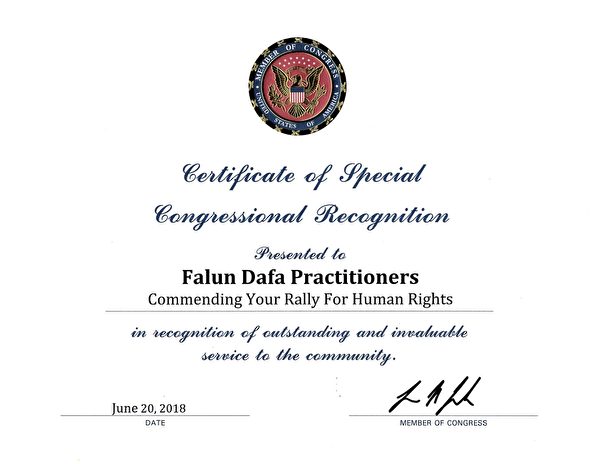 MEMBER OF CONGRESS
UNITED STATES OF AMERICA
Certificate of Special
Congressional Recognition
Presented to
Falun Dafa Practitioners
Commending Your Rally For Human Rights
in recognition of outstanding and invaluable
service to the community.
June 20, 2018
DATE
MEMBER OF CONGRESS